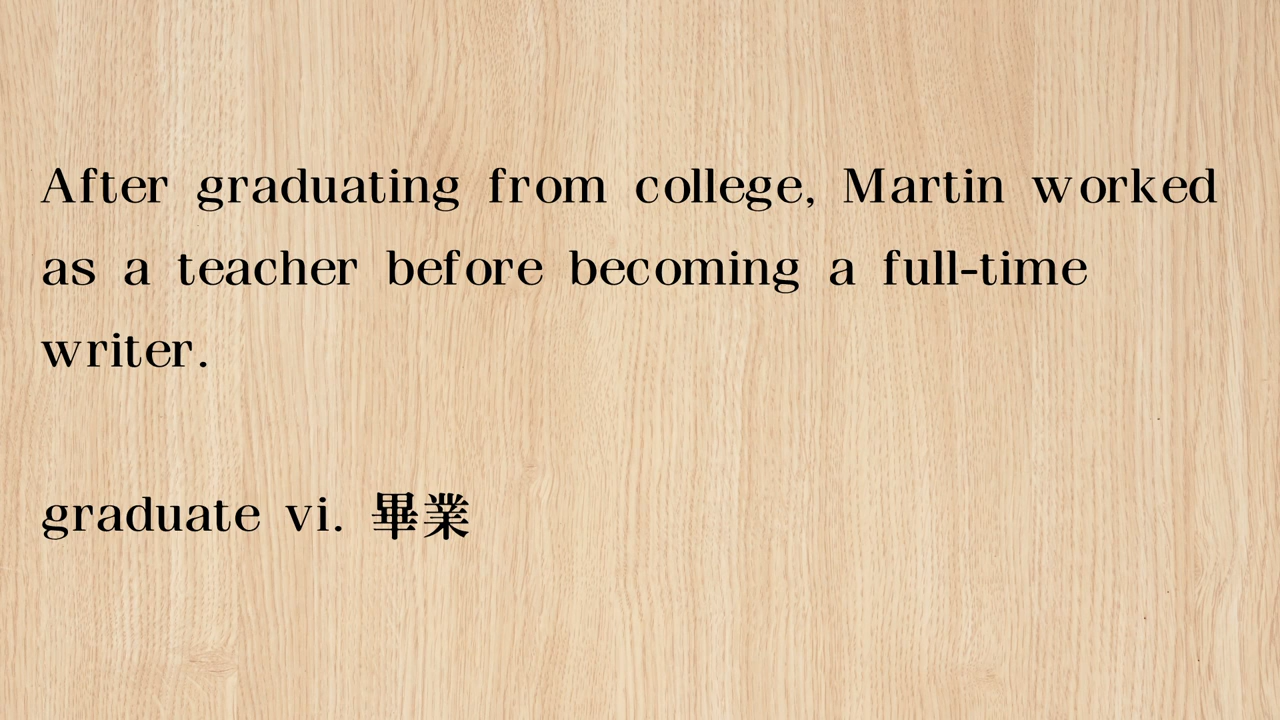 After graduating from college, Martin worked
as a teacher before becoming a full-time
writer.
graduate vi. 畢業